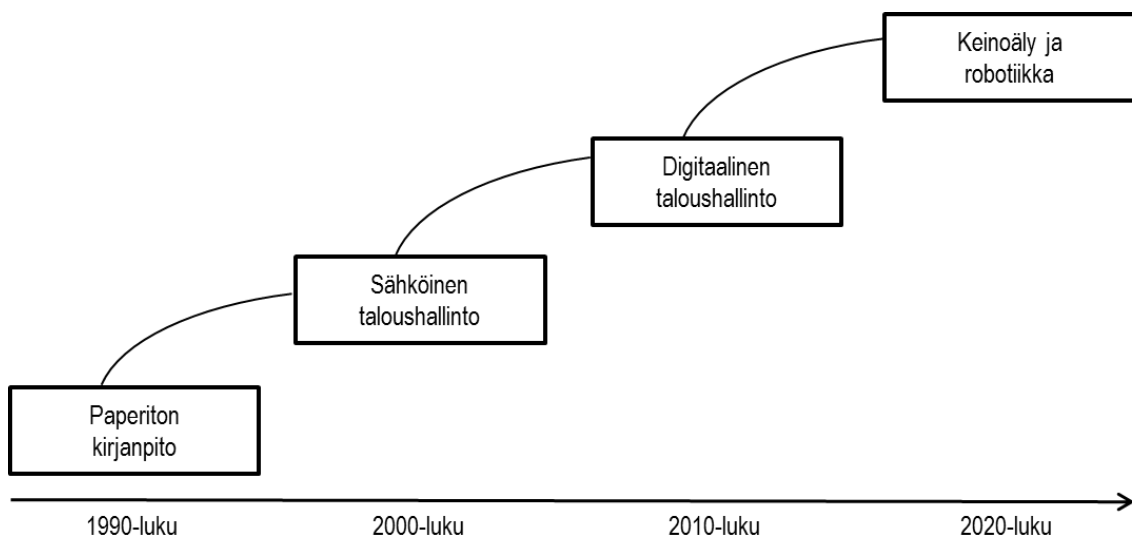 Keinoäly ja
robotiikka
Digitaalinen
taloushallinto
Sähköinen
taloushallinto
Paperiton
kirjanpito
1990-luku
2000-luku
2010-luku
2020-luku